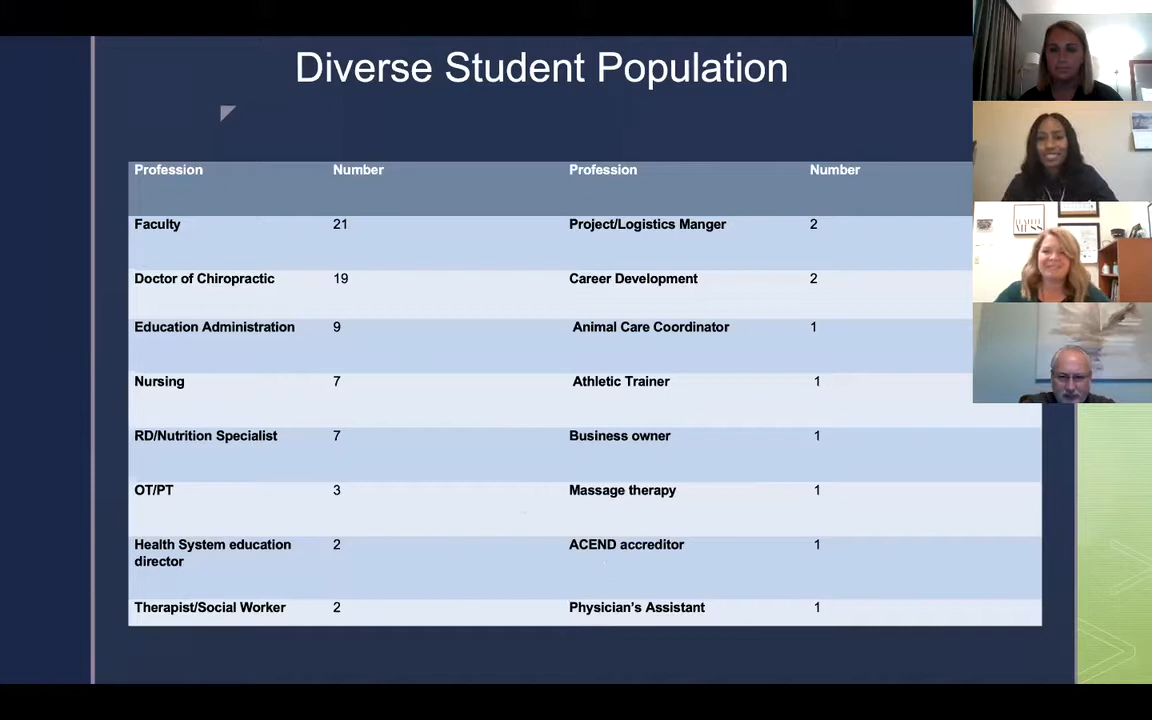 Diverse Student Population
Profession Number Profession Number
Faculty 21 Project/Logistics Manger 2
Doctor of Chiropractic 19 Career Development 2
Education Administration 9 Animal Care Coordinator 1
Nursing 7 Athletic Trainer 1
RD/Nutrition Specialist 7 Business owner 1
OT/PT 3 Massage therapy 1
Health System education 2 ACEND accreditor 1
director
Therapist/Social Worker 2 Physician’s Assistant 1